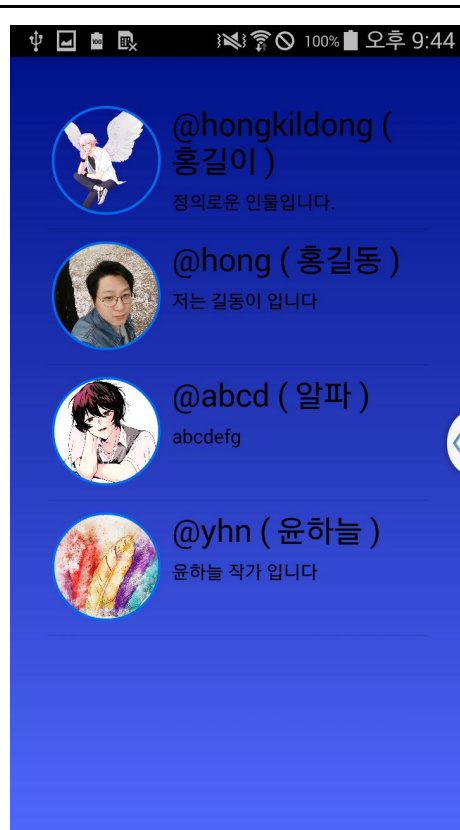 100% 오후 9:44
@hongkildong (
홍길이 )
정의로운 인물입니다.
@hong ( 홍길동 )
저는 길동이 입니다
@abcd ( 알파 )
abcdefg
@yhn ( 윤하늘 )
윤하늘 작가 입니다